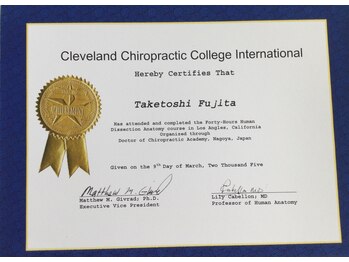 Cleveland Chiropractic College International
Hereby Certifies That
Taketoshi Fujita
Has attended and completed the Forty-Hours Human
Dissection Anatomy course in Los Angles, California
Organized through
Doctor of Chiropractic Academy, Nagoya, Japan
Given on the 5th Day of March, Two Thousand Five
Matthew M. Givrad; Ph.D.
Executive Vice President
Lily Cabellon; MD
Professor of Human Anatomy